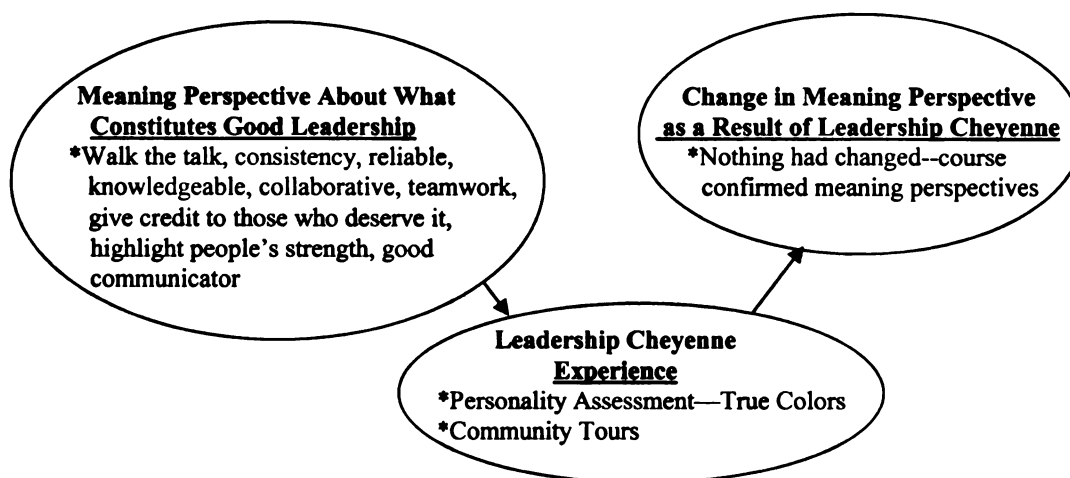 Meaning Perspective About What
Constitutes Good Leadership
*Walk the talk, consistency, reliable,
knowledgeable, collaborative, teamwork,
give credit to those who deserve it,
highlight people's strength, good
communicator
Leadership Cheyenne
Experience
*Personality Assessment—True Colors
*Community Tours
Change in Meaning Perspective
as a Result of Leadership Cheyenne
*Nothing had changed--course
confirmed meaning perspectives